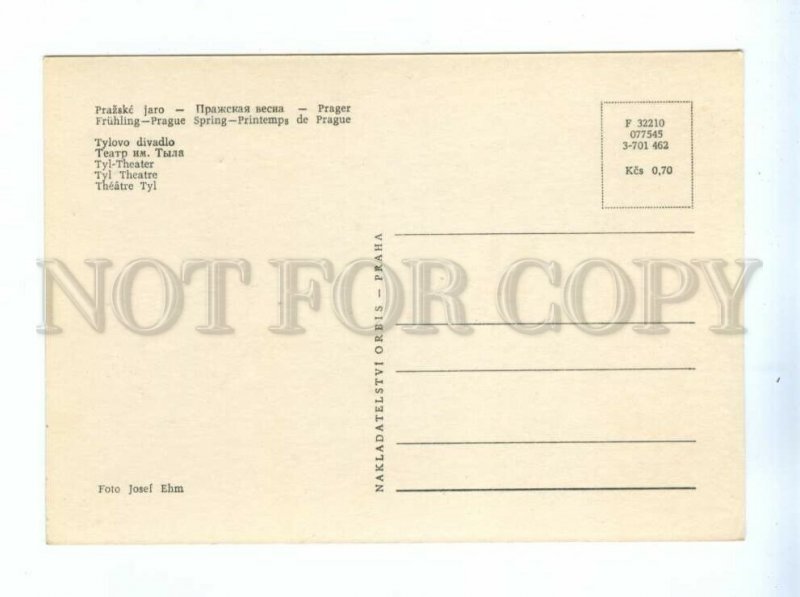 Pražské jaro — Пражская весна — Prager
Frühling—Prague Spring—Printemps de Prague
Tylovo divadlo
Театр им. Тыла
Tyl-Theater
Tyl Theatre
Théâtre Tyl
F 32210
077545
3-701 462
Kčs 0,70
NAKLADATELSTVÍ ORBIS — PRAHA
NOT FOR COPY
Foto Josef Ehm